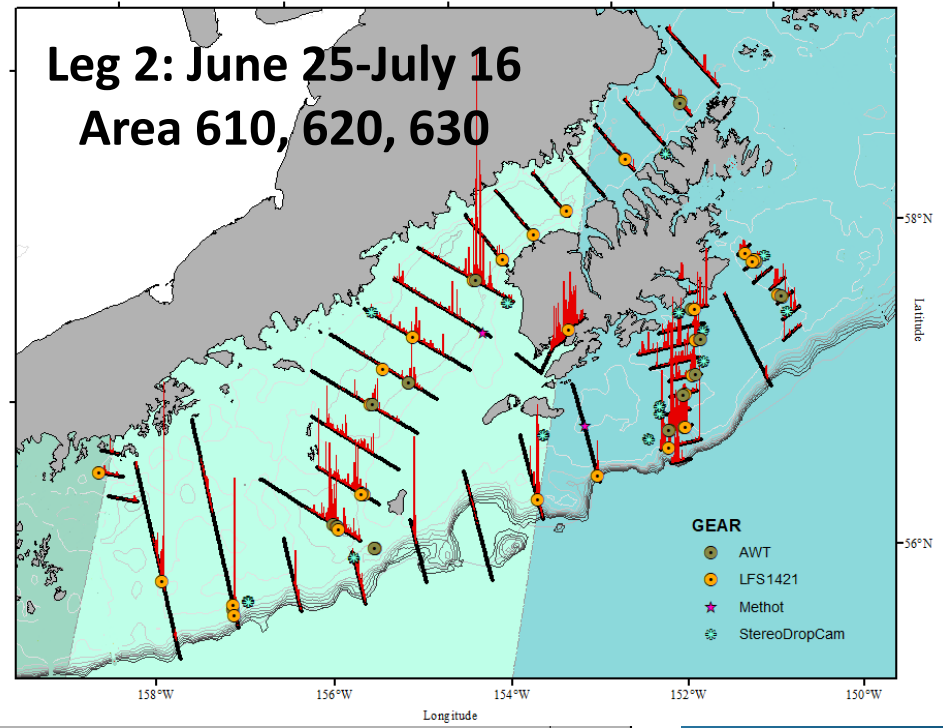 Leg 2: June 25-July 16
Area 610, 620, 630
58°N
Latitude
56°N
GEAR
AWT
LFS1421
Methot
StereoDropCam
158°W
156°W
154°W
152°W
150°W
Longitude